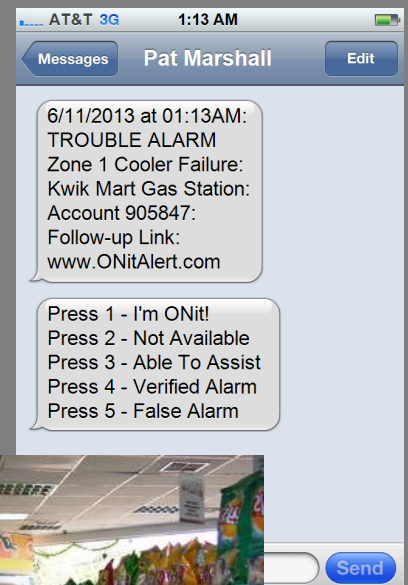 AT&T 3G 1:13 AM
Messages Pat Marshall Edit
6/11/2013 at 01:13AM:
TROUBLE ALARM
Zone 1 Cooler Failure:
Kwik Mart Gas Station:
Account 905847:
Follow-up Link:
www.ONitAlert.com
Press 1 - I'm ONit!
Press 2 - Not Available
Press 3 - Able To Assist
Press 4 - Verified Alarm
Press 5 - False Alarm
Send